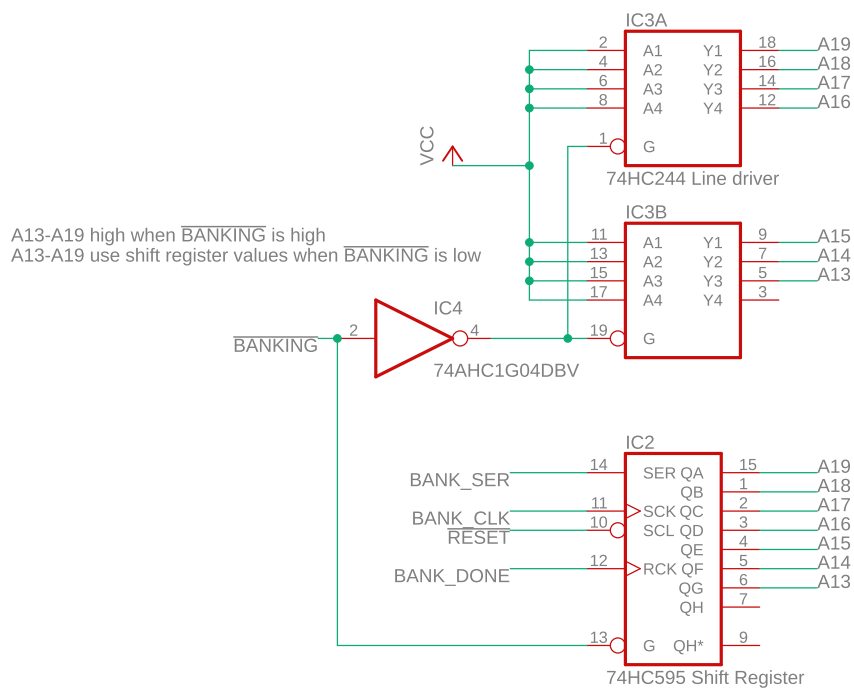 IC3A
2 A1 Y1 18 A19
4 A2 Y2 16 A18
6 A3 Y3 14 A17
8 A4 Y4 12 A16
VCC
1 G
74HC244 Line driver
IC3B
A13-A19 high when BANKING is high
11 A1 Y1 9 A15
A13-A19 use shift register values when BANKING is low
13 A2 Y2 7 A14
15 A3 Y3 5 A13
17 A4 Y4 3
IC4
BANKING 2 4 19 G
74AHC1G04DBV
IC2
BANK_SER 14 SER QA 15 A19
QB 1 A18
BANK_CLK 11 SCK QC 2 A17
RESET 10 SCL QD 3 A16
QE 4 A15
BANK_DONE 12 RCK QF 5 A14
QG 6 A13
QH 7
13 G QH* 9
74HC595 Shift Register